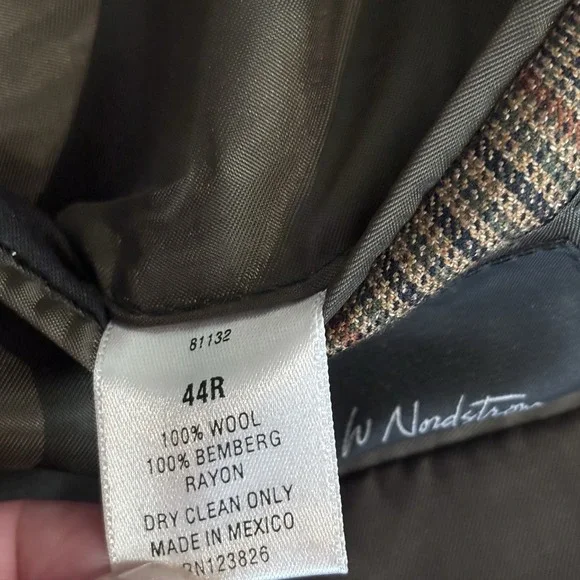 81132
44R
100% WOOL
100% BEMBERG
RAYON
DRY CLEAN ONLY
MADE IN MEXICO
RN123826
W Nordstrom